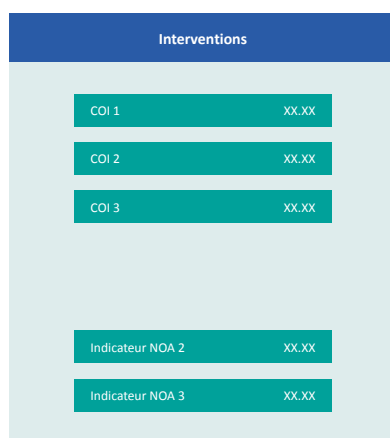 Interventions
COI 1 XX.XX
COI 2 XX.XX
COI 3 XX.XX
Indicateur NOA 2 XX.XX
Indicateur NOA 3 XX.XX